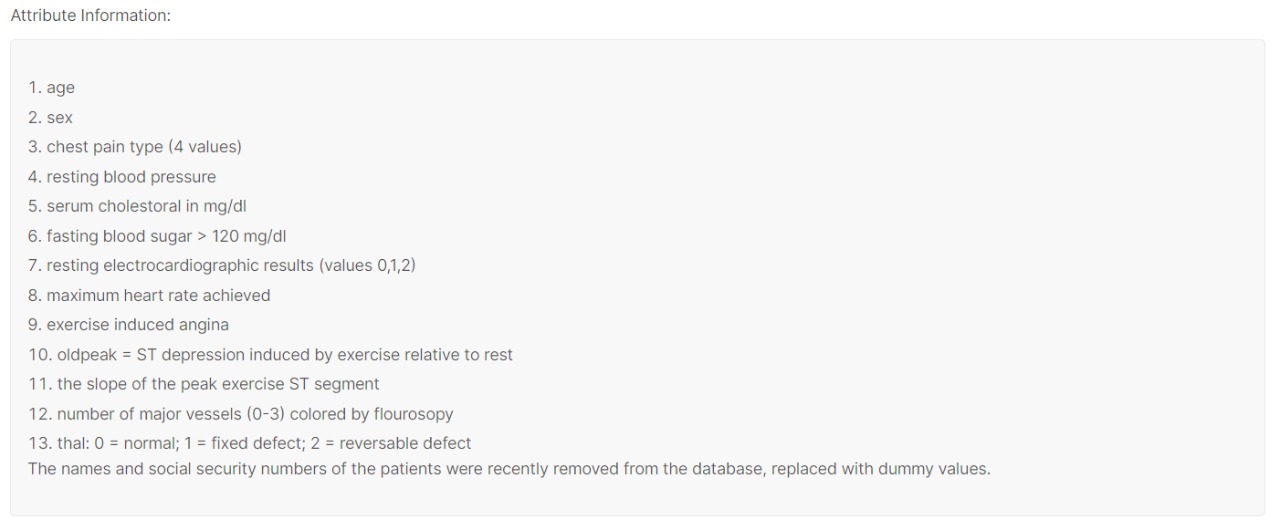 Attribute Information:
1. age
2. sex
3. chest pain type (4 values)
4. resting blood pressure
5. serum cholestoral in mg/dl
6. fasting blood sugar > 120 mg/dl
7. resting electrocardiographic results (values 0,1,2)
8. maximum heart rate achieved
9. exercise induced angina
10. oldpeak = ST depression induced by exercise relative to rest
11. the slope of the peak exercise ST segment
12. number of major vessels (0-3) colored by flourosopy
13. thal: 0 = normal; 1 = fixed defect; 2 = reversable defect
The names and social security numbers of the patients were recently removed from the database, replaced with dummy values.